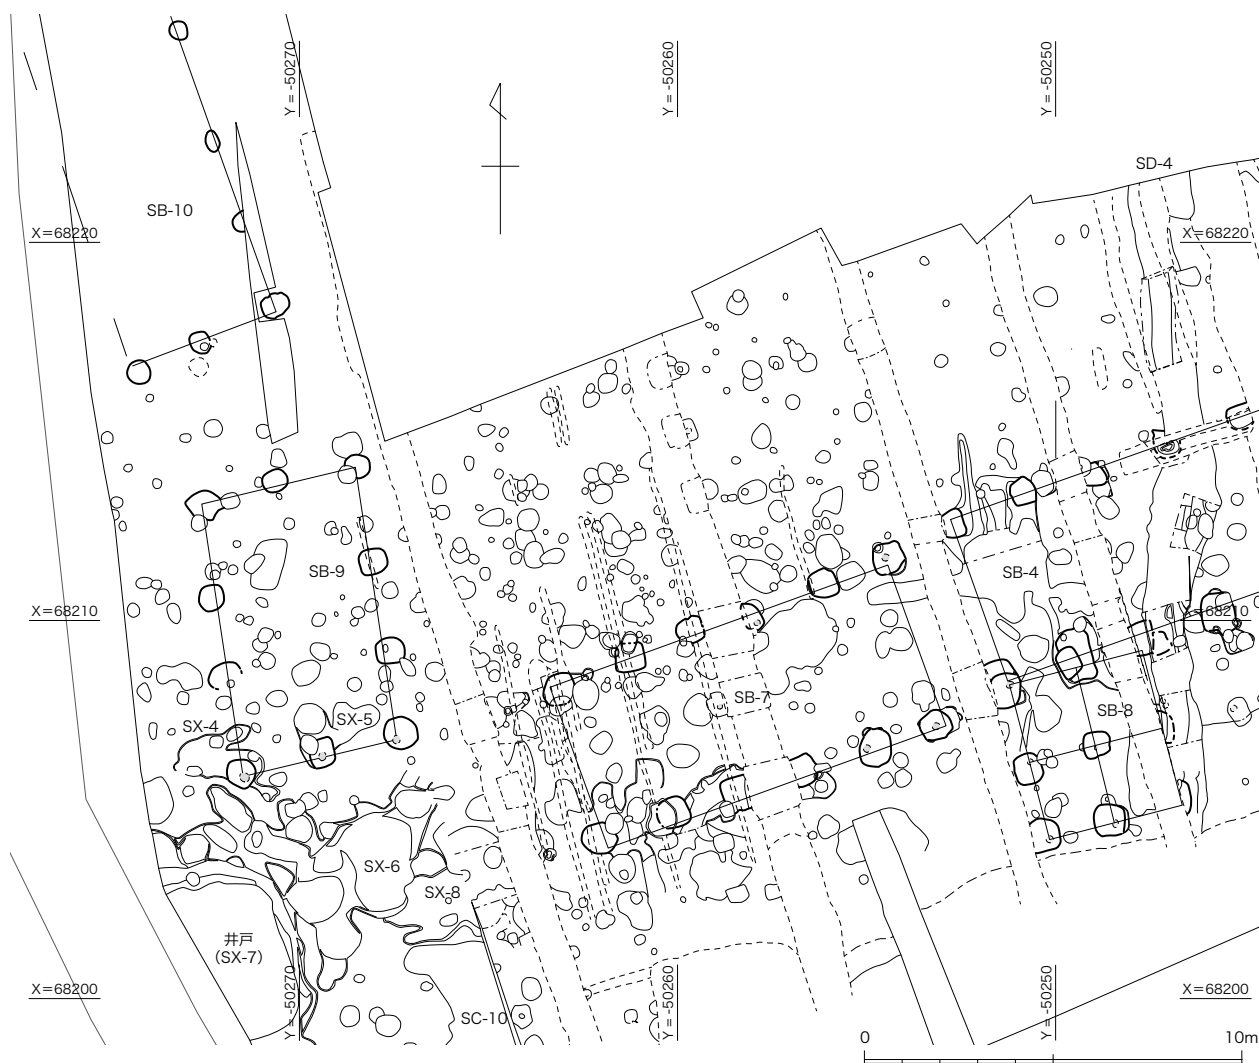 Y = -50270
Y = -50260
Y = -50250
SD-4
SB-10
X=68220
X=68220
SB-9
SB-4
X=68210
X=68210
SB-7
SB-8
SX-4
SX-5
SX-6
SX-8
井戸
(SX-7)
Y = -50270
Y = -50260
Y = -50250
X=68200
X=68200
SC-10
0
10m